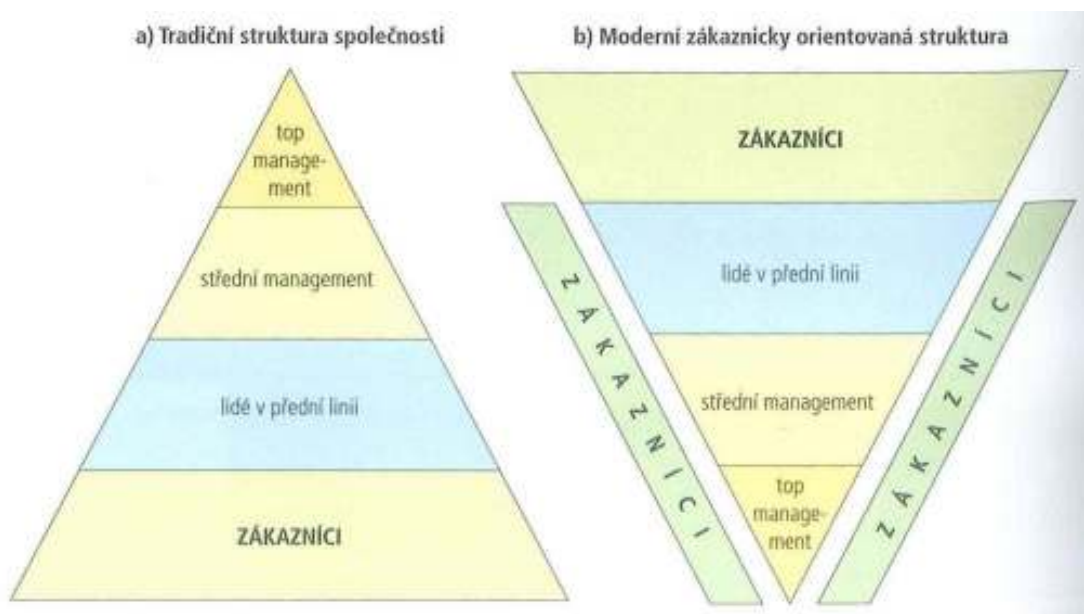 a) Tradiční struktura společnosti
top
manage-
ment
střední management
lidé v přední linii
ZÁKAZNÍCI
b) Moderní zákaznicky orientovaná struktura
ZÁKAZNÍCI
lidé v přední linii
střední management
top
manage-
ment
ZÁKAZNÍCI
ZÁKAZNÍCI